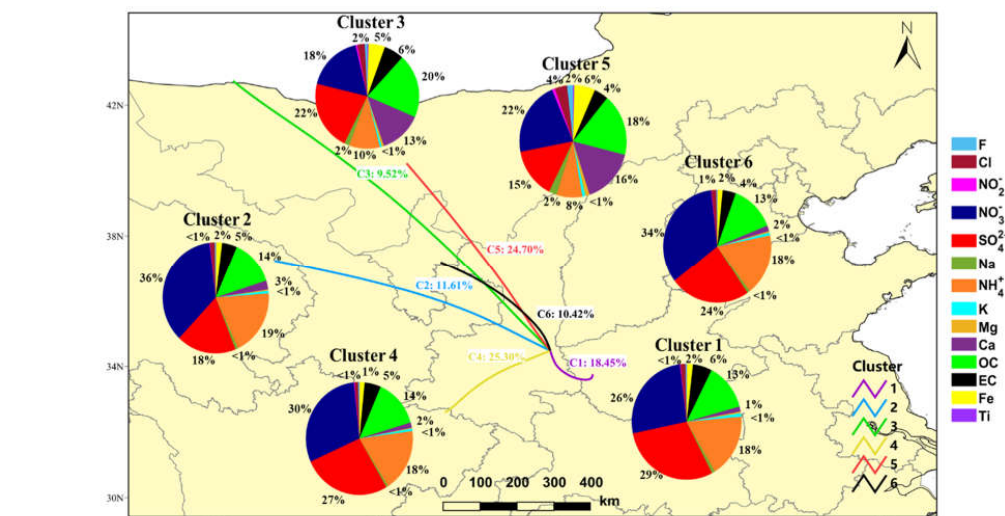 N
42N
38N
34N
30N
Cluster 3
2%
5%
6%
20%
13%
<1%
10%
2%
22%
18%
Cluster 5
4%
2%
6%
4%
18%
16%
<1%
8%
2%
15%
22%
Cluster 6
1%
2%
4%
13%
2%
<1%
18%
<1%
24%
34%
Cluster 2
<1%
2%
5%
14%
3%
<1%
19%
<1%
18%
36%
Cluster 4
<1%
1%
5%
14%
2%
<1%
18%
<1%
27%
30%
Cluster 1
<1%
2%
6%
13%
1%
<1%
18%
29%
26%
C3: 9.52%
C5: 24.70%
C2: 11.61%
C6: 10.42%
C4: 25.30%
C1: 18.45%
0 100 200 300 400
km
Cluster
1
2
3
4
5
6
F
Cl
NO₂⁻
NO₃⁻
SO₄²⁻
Na
NH₄⁺
K
Mg
Ca
OC
EC
Fe
Ti